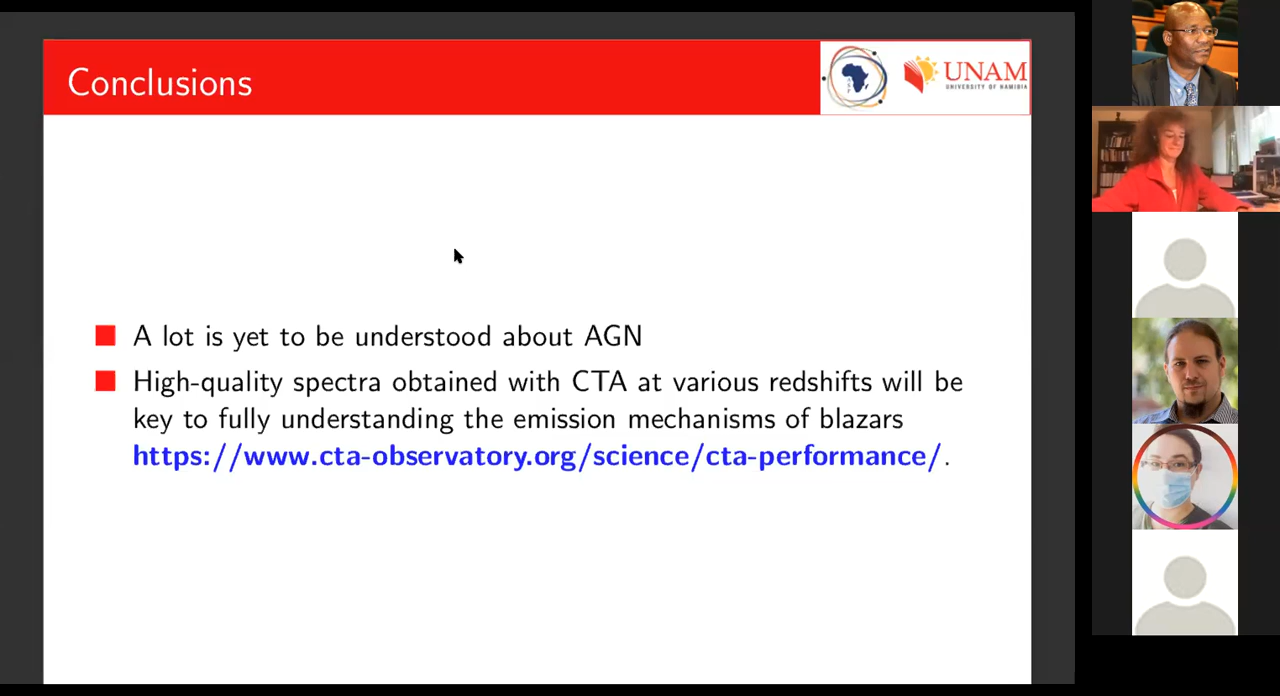 Conclusions
UNAM
UNIVERSITY OF NAMIBIA
A lot is yet to be understood about AGN
High-quality spectra obtained with CTA at various redshifts will be
key to fully understanding the emission mechanisms of blazars
https://www.cta-observatory.org/science/cta-performance/.